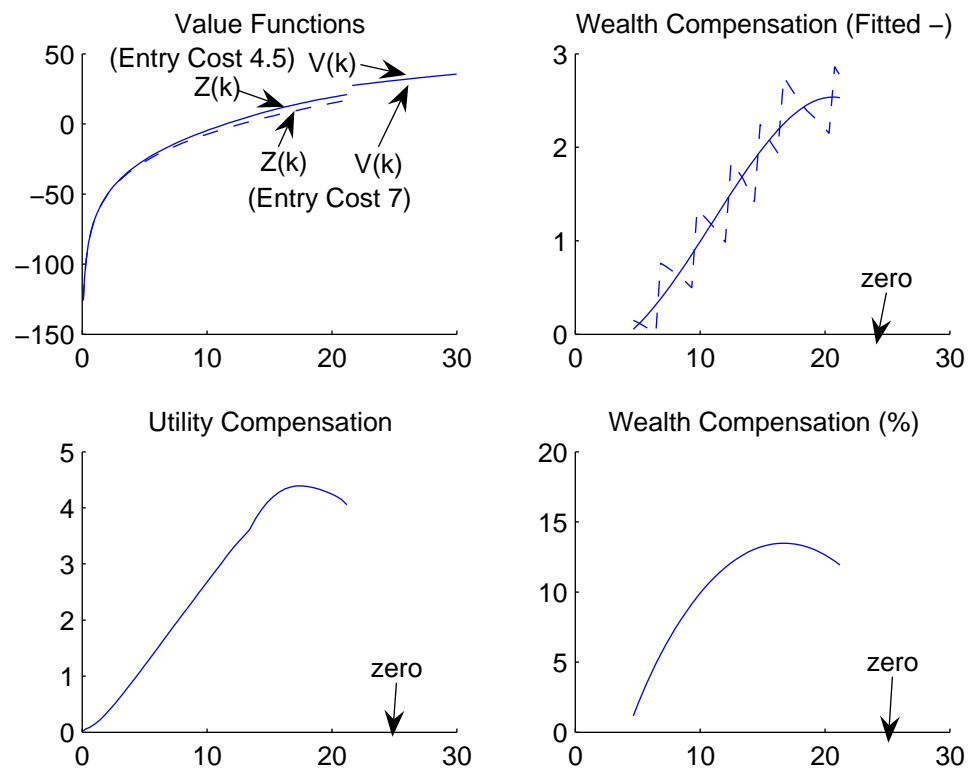 Value Functions
(Entry Cost 4.5)
V(k)
Z(k)
Z(k)
V(k)
(Entry Cost 7)
50
0
−50
−100
−150
0
10
20
30
Wealth Compensation (Fitted −)
3
2
1
0
zero
0
10
20
30
Utility Compensation
5
4
3
2
1
0
zero
0
10
20
30
Wealth Compensation (%)
20
15
10
5
0
zero
0
10
20
30